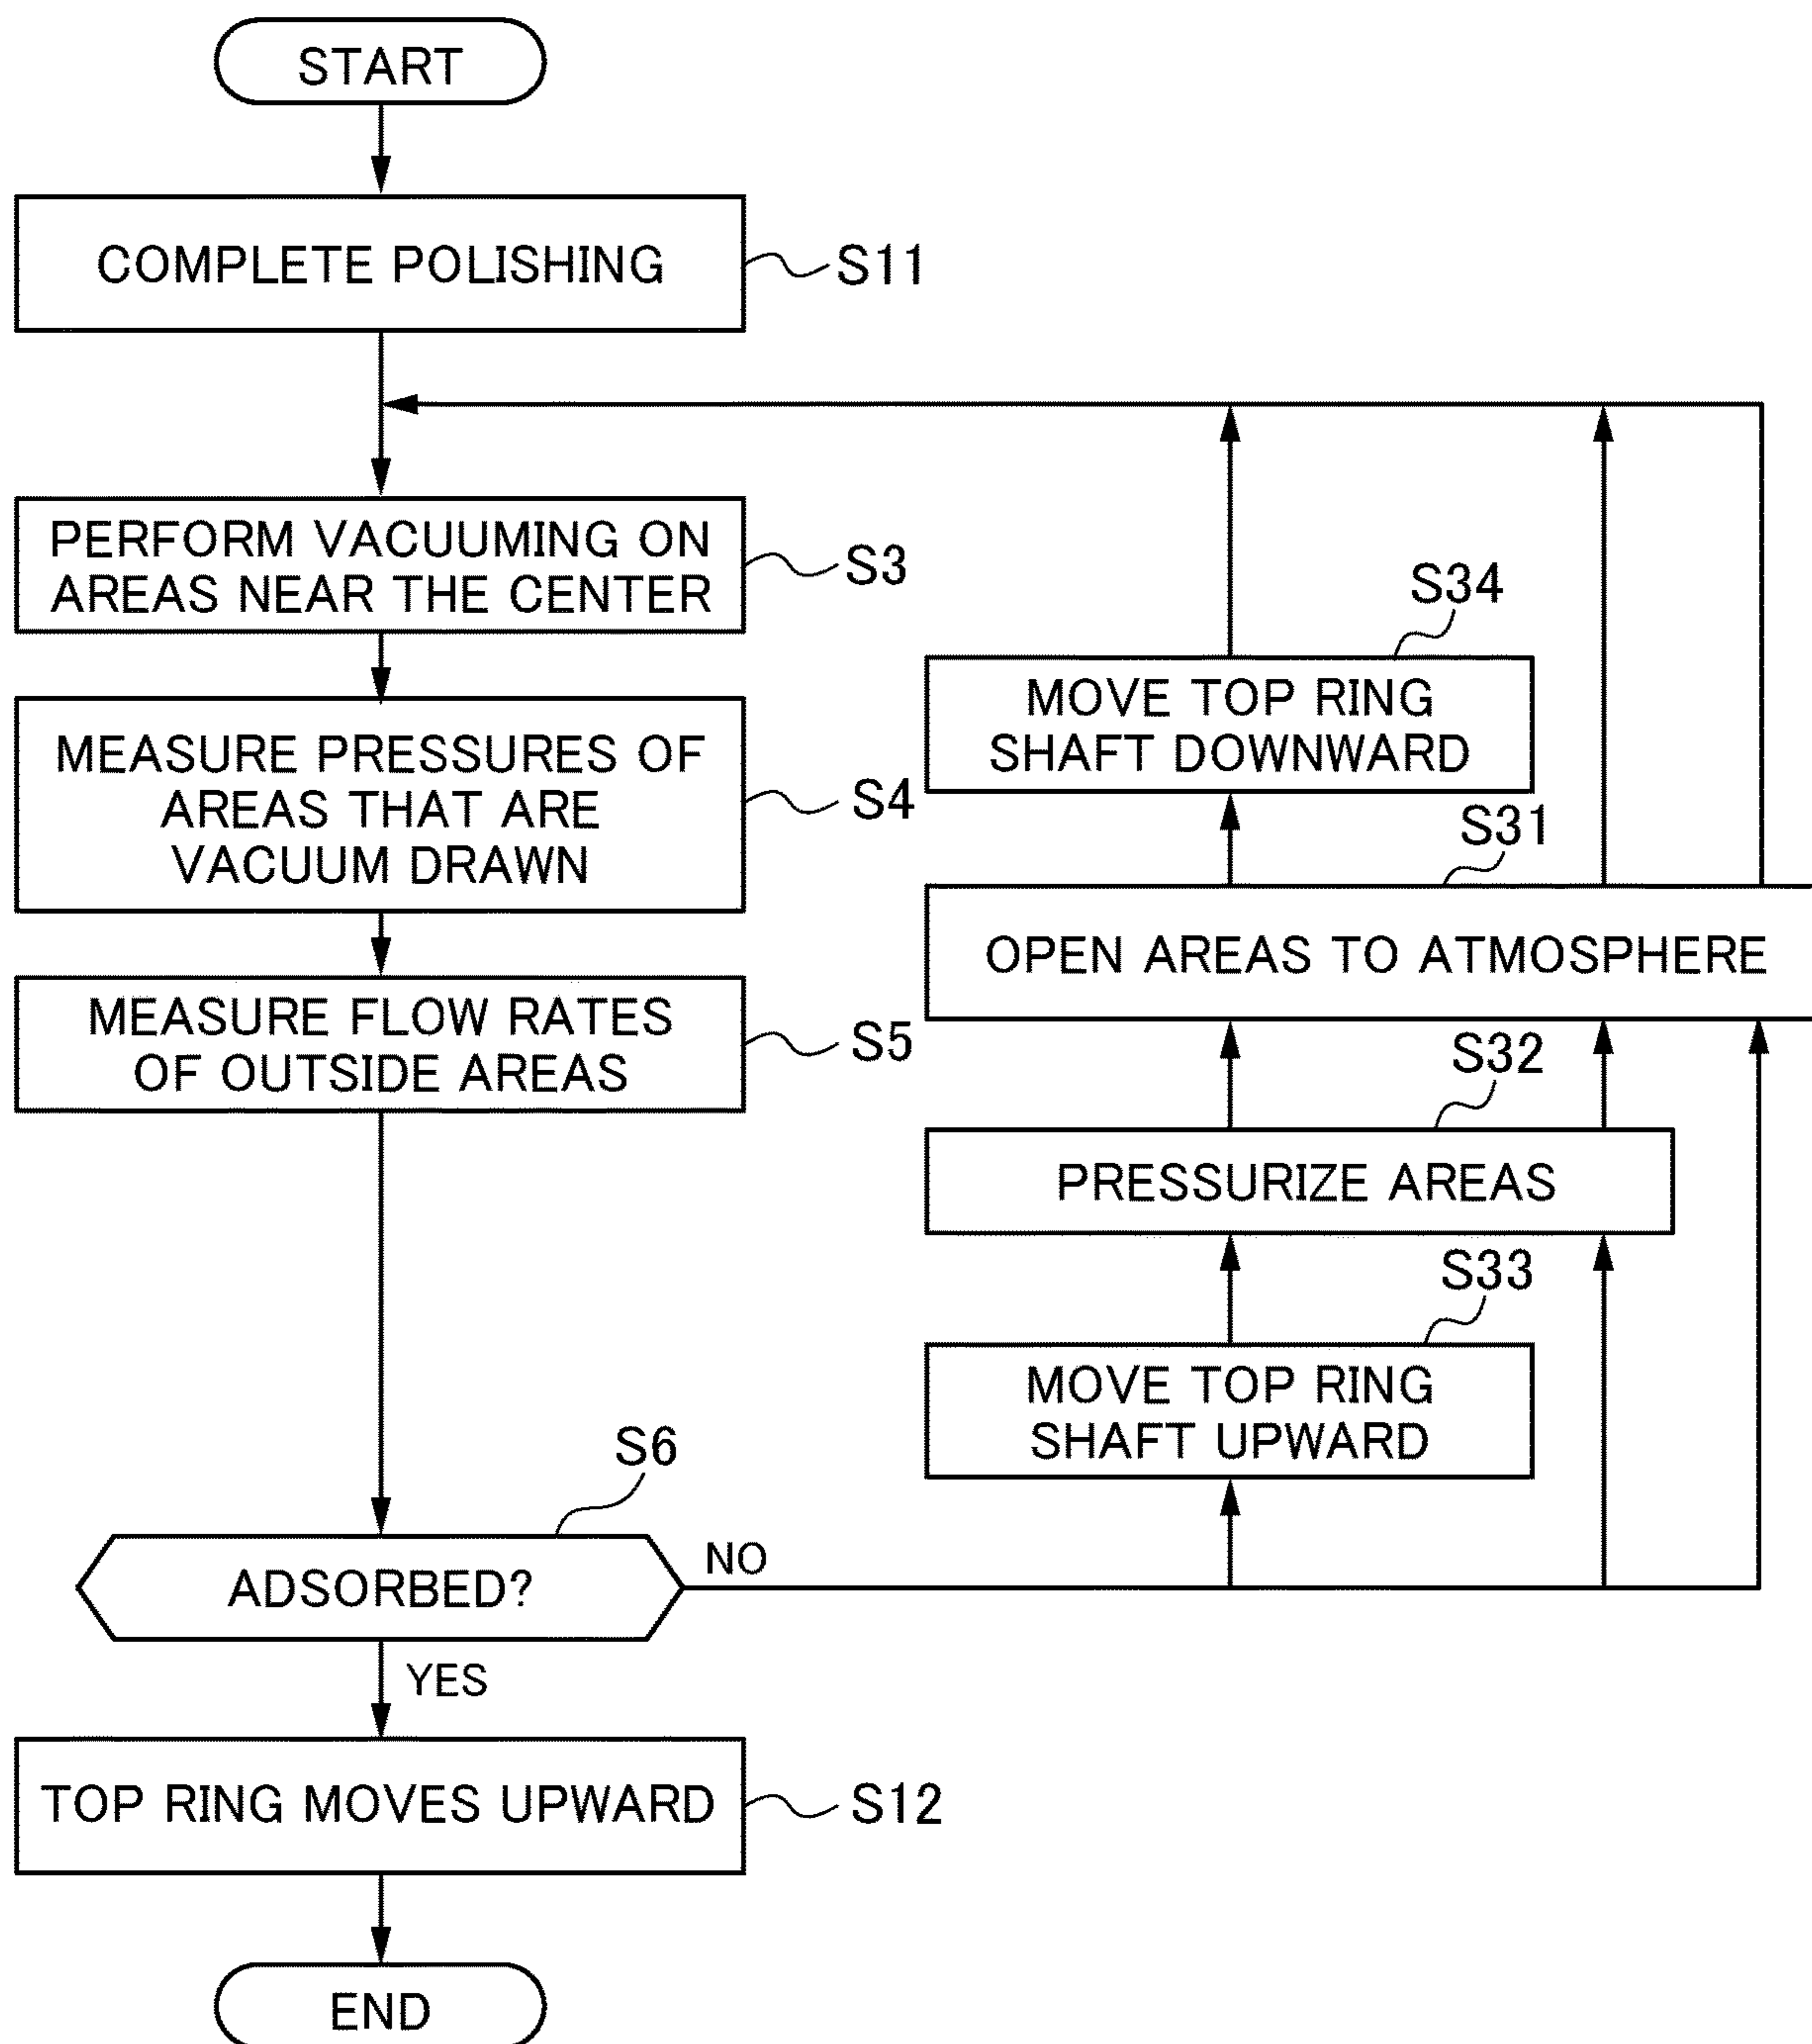 START
COMPLETE POLISHING
S11
PERFORM VACUUMING ON
AREAS NEAR THE CENTER
S3
MEASURE PRESSURES OF
AREAS THAT ARE
VACUUM DRAWN
S4
MEASURE FLOW RATES
OF OUTSIDE AREAS
S5
S6
ADSORBED?
NO
YES
TOP RING MOVES UPWARD
S12
END
S34
MOVE TOP RING
SHAFT DOWNWARD
S31
OPEN AREAS TO ATMOSPHERE
S32
PRESSURIZE AREAS
S33
MOVE TOP RING
SHAFT UPWARD